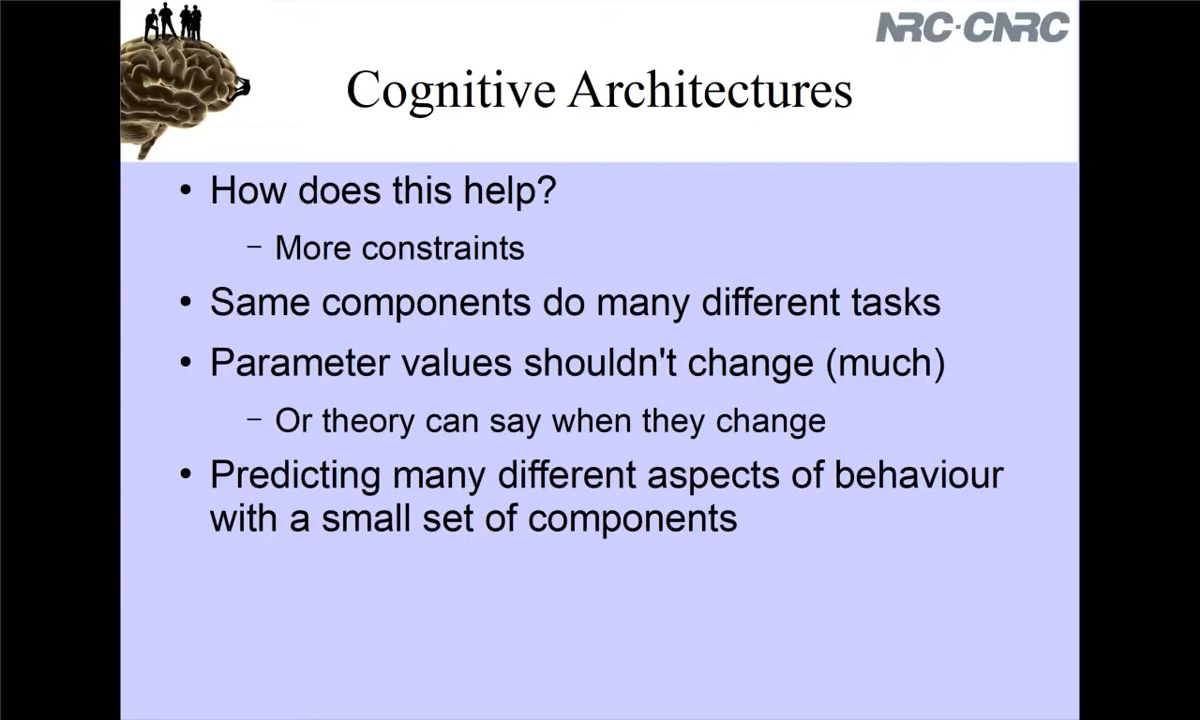 NRC·CNRC
Cognitive Architectures
• How does this help?
– More constraints
• Same components do many different tasks
• Parameter values shouldn't change (much)
– Or theory can say when they change
• Predicting many different aspects of behaviour
with a small set of components